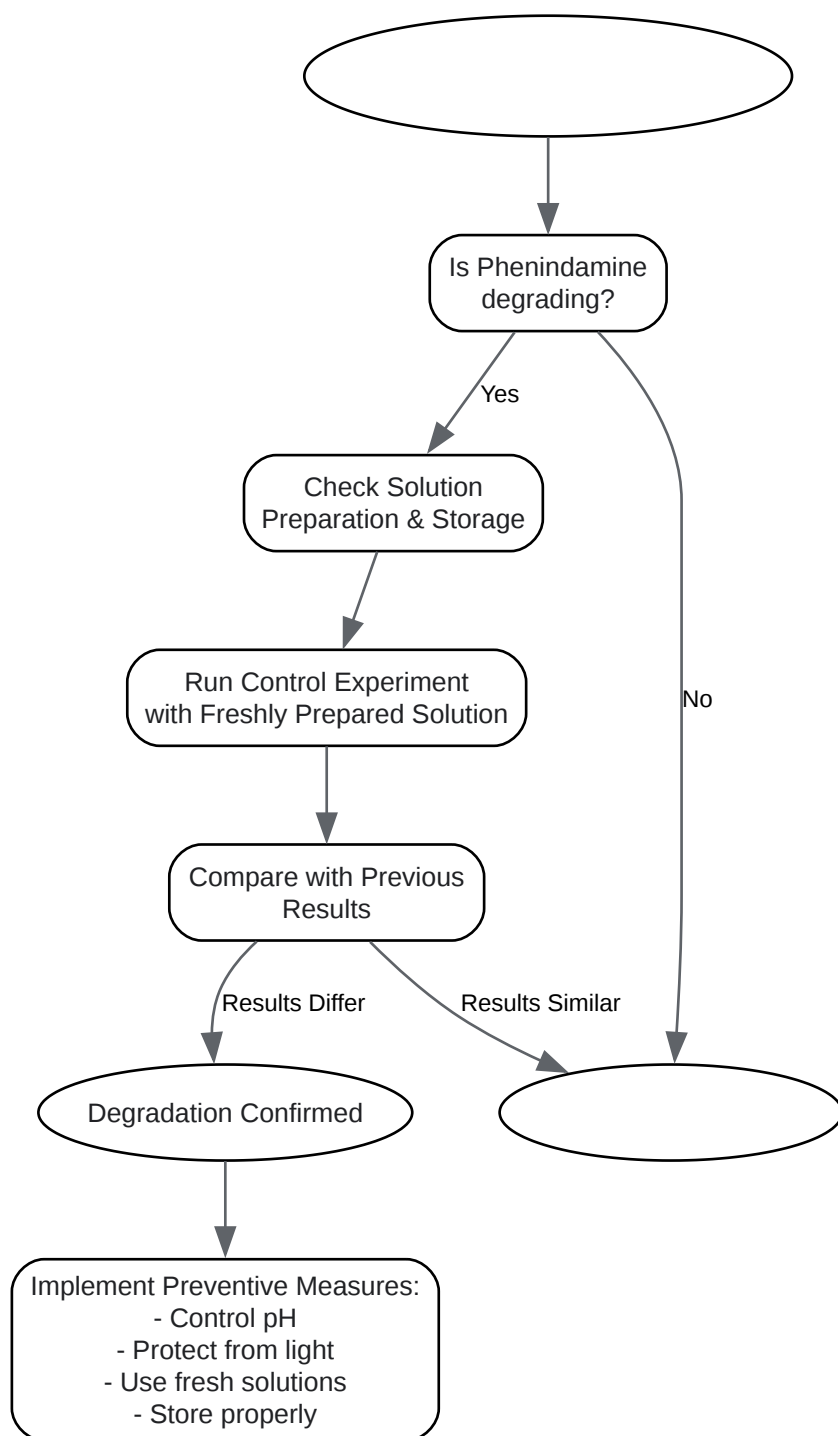 Is Phenindamine
degrading?
Yes
Check Solution
Preparation & Storage
Run Control Experiment
with Freshly Prepared Solution
No
Compare with Previous
Results
Results Differ
Results Similar
Degradation Confirmed
Implement Preventive Measures:
- Control pH
- Protect from light
- Use fresh solutions
- Store properly